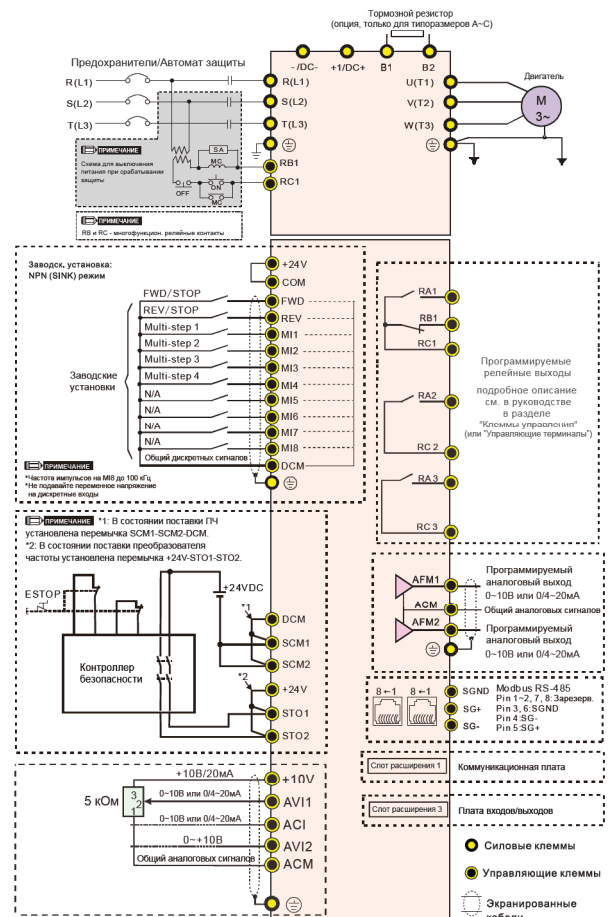 Тормозной резистор
(опция, только для типоразмеров A~C)
- /DC-
+1/DC+
B1
B2
Предохранители/Автомат защиты
R(L1)
S(L2)
T(L3)
R(L1)
S(L2)
T(L3)
U(T1)
V(T2)
W(T3)
Двигатель
M
3~
ПРИМЕЧАНИЕ
Схема для выключения
питания при срабатывании
защиты
SA
MC
OFF
ON
MC
RB1
RC1
ПРИМЕЧАНИЕ
RB и RC - многофункцион. релейные контакты
Заводск. установка:
NPN (SINK) режим
+24V
COM
FWD/STOP
FWD
REV/STOP
REV
Multi-step 1
MI1
Multi-step 2
MI2
Multi-step 3
MI3
Multi-step 4
MI4
N/A
MI5
N/A
MI6
N/A
MI7
N/A
MI8
Общий дискретных сигналов
DCM
Заводские
установки
ПРИМЕЧАНИЕ
*Частота импульсов на MI8 до 100 кГц
*Не подавайте переменное напряжение
на дискретные входы
RA1
RB1
RC1
RA2
RC2
RA3
RC3
Программируемые
релейные выходы
подробное описание
см. в руководстве
в разделе
"Клеммы управления"
(или "Управляющие терминалы")
ПРИМЕЧАНИЕ *1: В состоянии поставки ПЧ
установлена перемычка SCM1-SCM2-DCM.
*2: В состоянии поставки преобразователя
частоты установлена перемычка +24V-STO1-STO2.
ESTOP
+24VDC
*1
DCM
SCM1
SCM2
*2
+24V
STO1
STO2
Контроллер
безопасности
AFM1
ACM
AFM2
Программируемый
аналоговый выход
0~10В или 0/4~20мА
Общий аналоговых сигналов
Программируемый
аналоговый выход
0~10В или 0/4~20мА
8←1
8←1
SGND
SG+
SG-
Modbus RS-485
Pin 1~2, 7, 8:Зарезерв.
Pin 3, 6:SGND
Pin 4:SG-
Pin 5:SG+
Слот расширения 1
Коммуникационная плата
Слот расширения 3
Плата входов/выходов
+10В/20мА
+10V
5 кОм
3
2
1
0~10В или 0/4~20мА
AVI1
0~10В или 0/4~20мА
ACI
0~+10В
AVI2
Общий аналоговых сигналов
ACM
Силовые клеммы
Управляющие клеммы
Экранированные
кабели